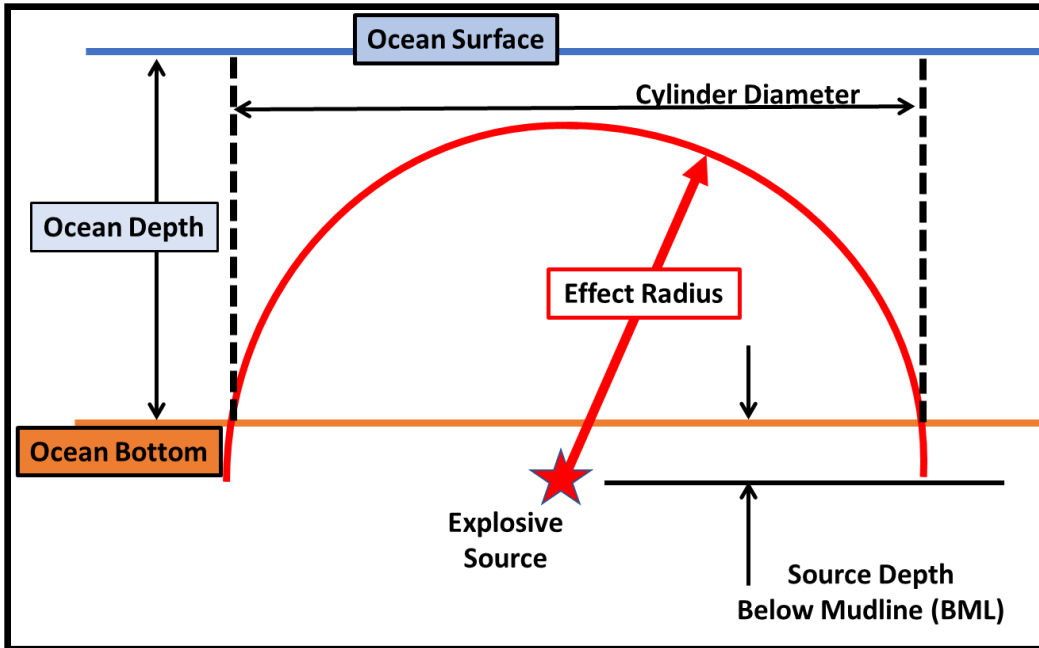 Ocean Surface
Cylinder Diameter
Ocean Depth
Effect Radius
Ocean Bottom
Explosive
Source
Source Depth
Below Mudline (BML)